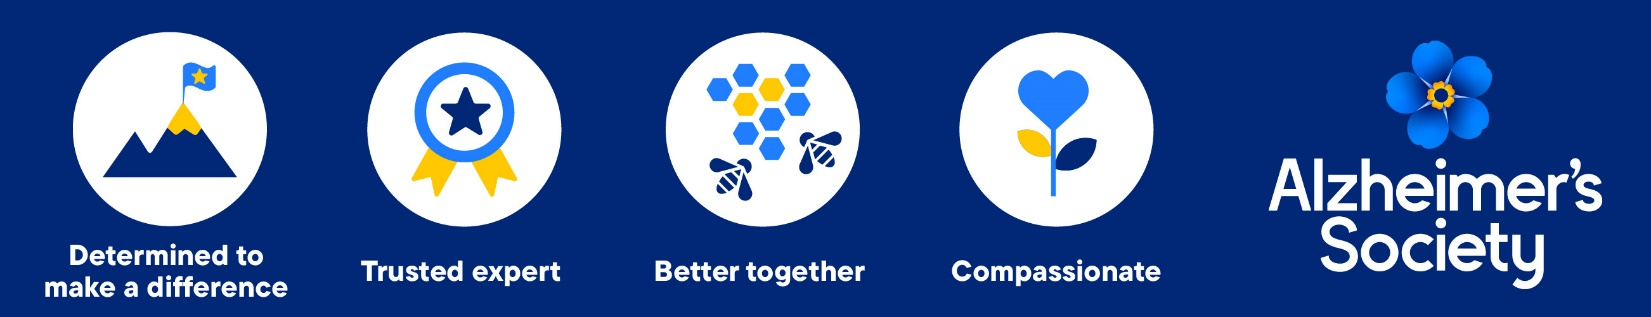 Determined to
make a difference
Trusted expert
Better together
Compassionate
Alzheimer's
Society